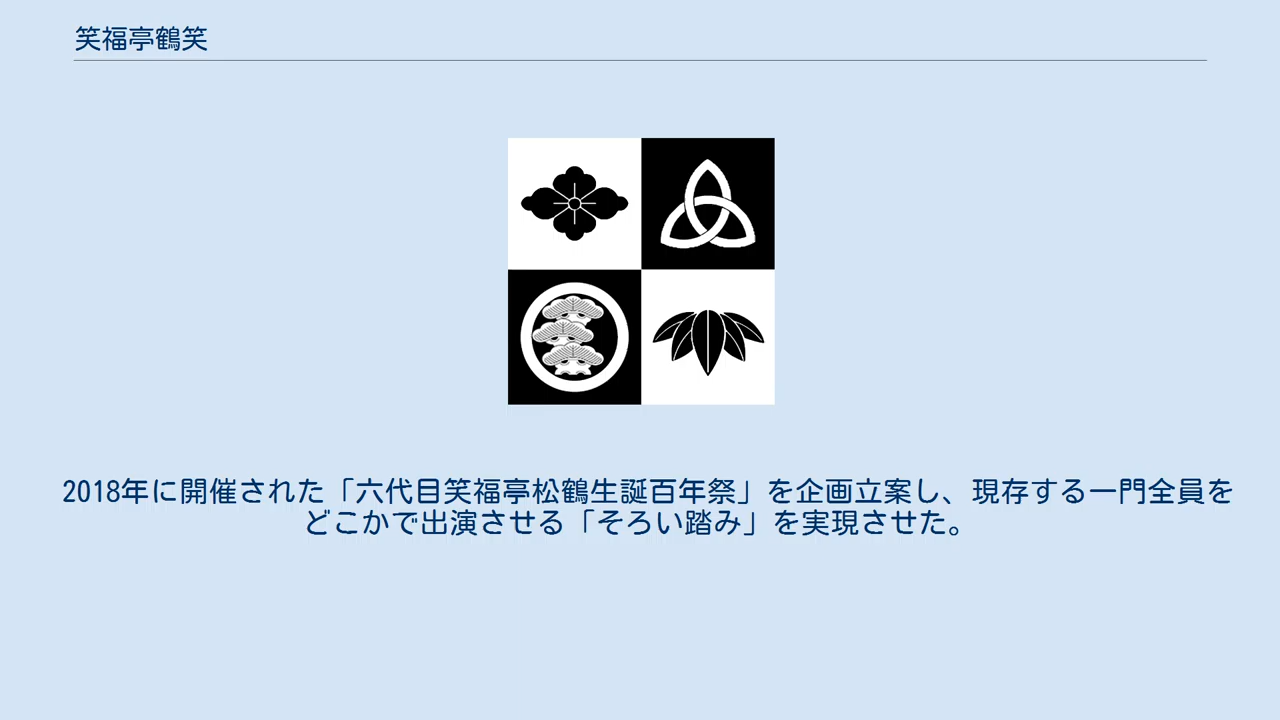 笑福亭鶴笑
2018年に開催された「六代目笑福亭松鶴生誕百年祭」を企画立案し、現存する一門全員を
どこかで出演させる「そろい踏み」を実現させた。